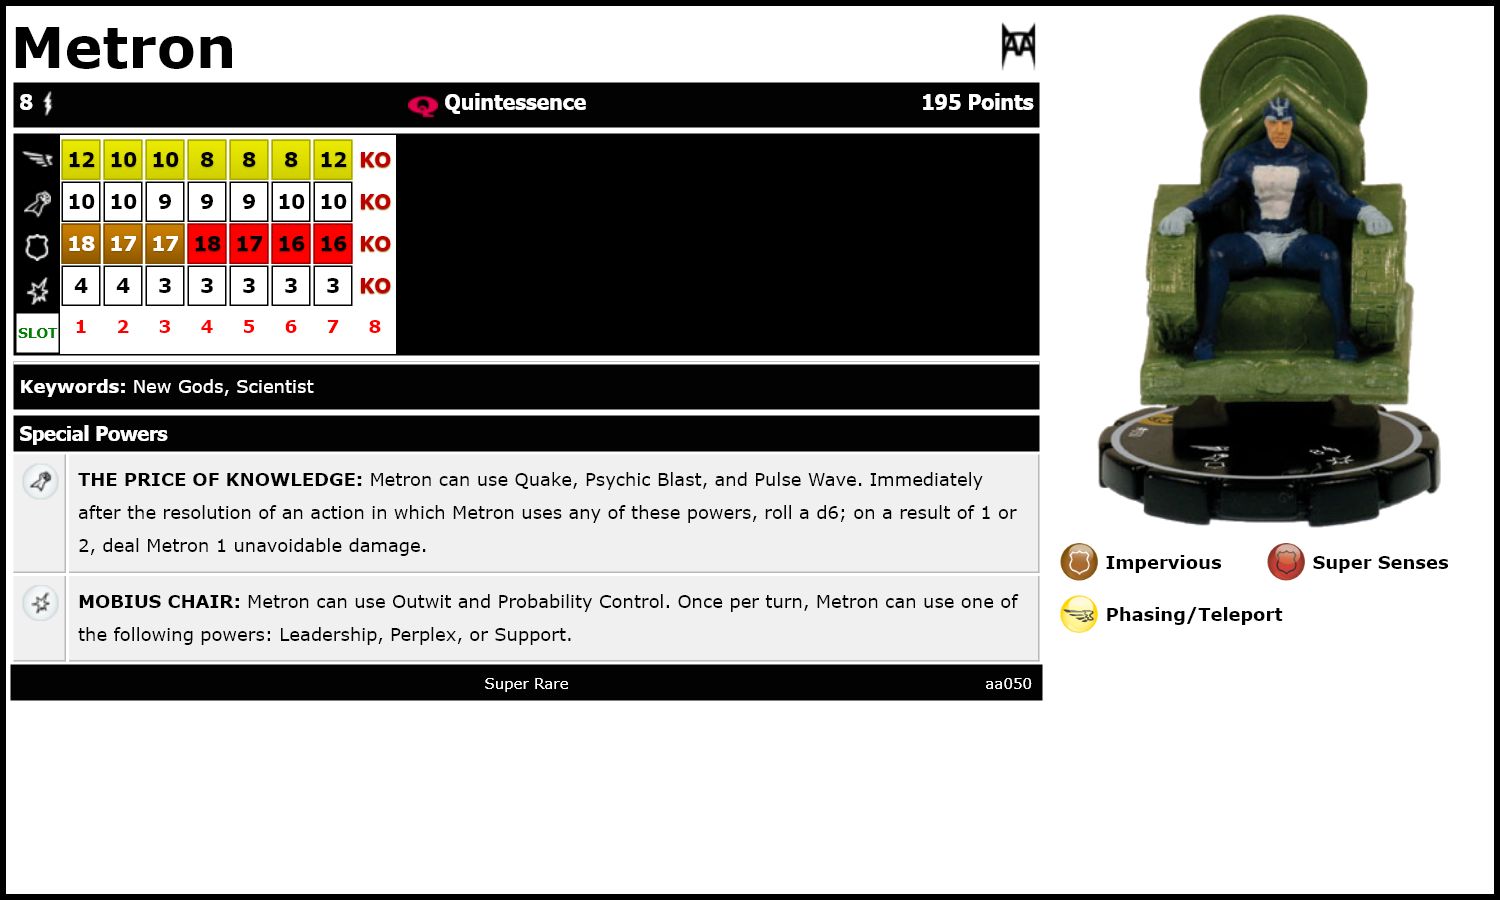 Metron
8 Quintessence 195 Points
12 10 10 8 8 8 12 KO
10 10 9 9 9 10 10 KO
18 17 17 18 17 16 16 KO
4 4 3 3 3 3 3 KO
SLOT 1 2 3 4 5 6 7 8
Keywords: New Gods, Scientist
Special Powers
THE PRICE OF KNOWLEDGE: Metron can use Quake, Psychic Blast, and Pulse Wave. Immediately
after the resolution of an action in which Metron uses any of these powers, roll a d6; on a result of 1 or
2, deal Metron 1 unavoidable damage.
MOBIUS CHAIR: Metron can use Outwit and Probability Control. Once per turn, Metron can use one of
the following powers: Leadership, Perplex, or Support.
Super Rare aa050
Impervious Super Senses
Phasing/Teleport